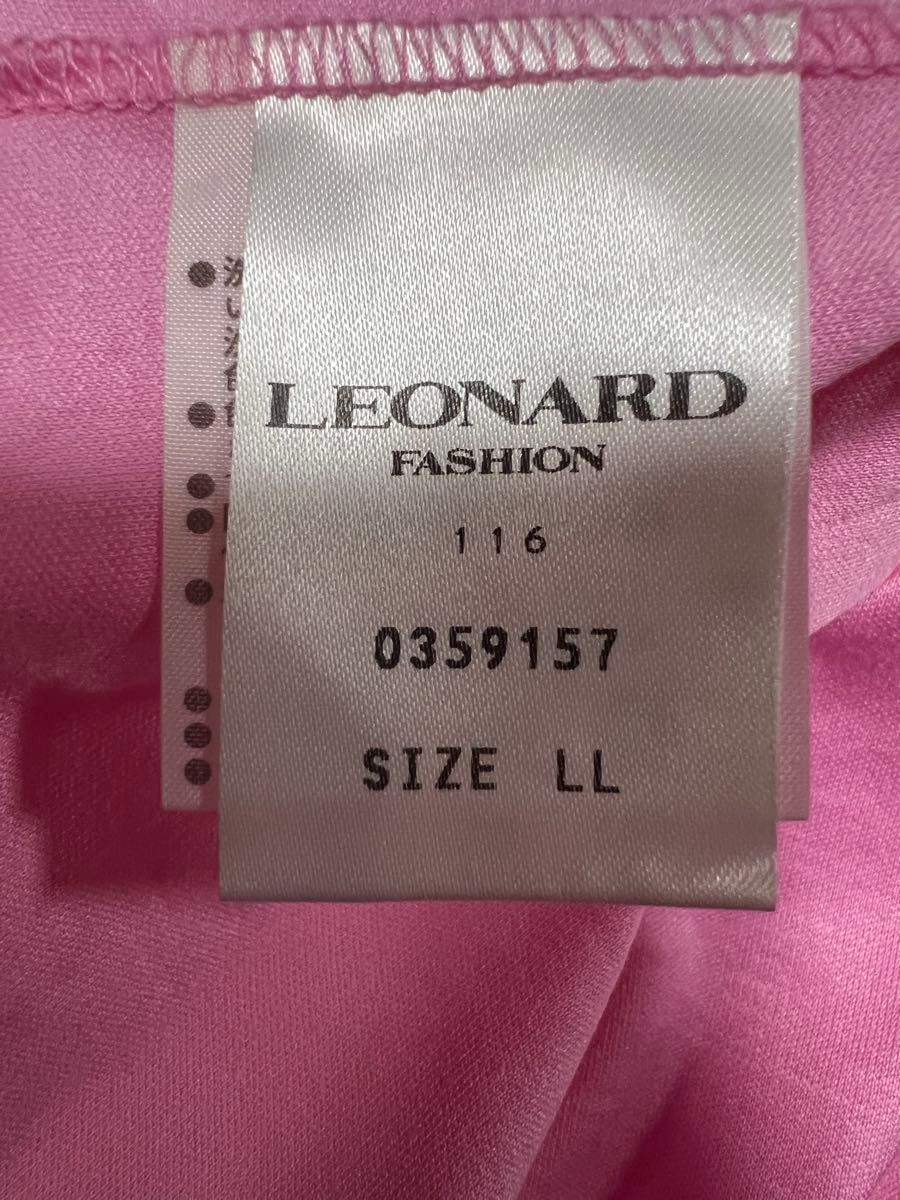 LEONARD
FASHION
116
0359157
SIZE LL